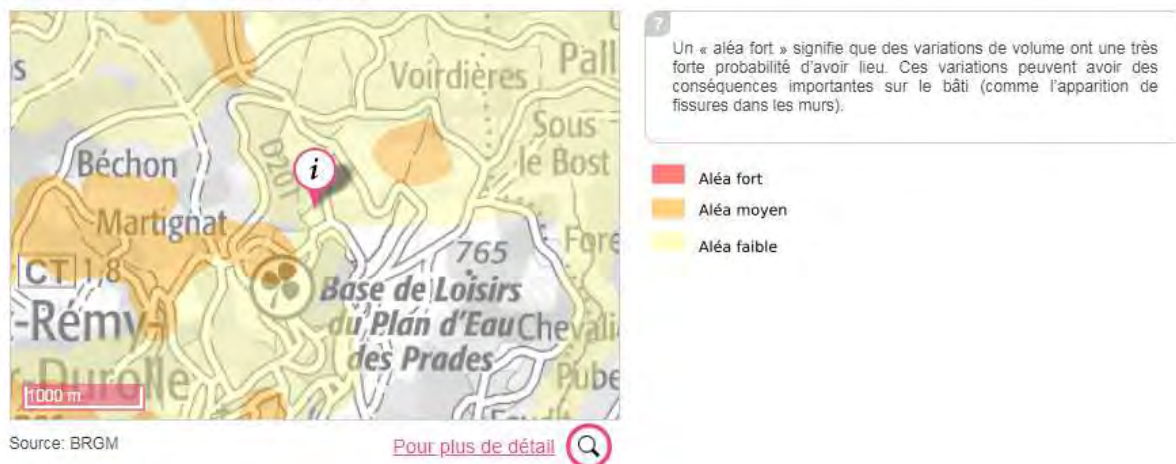 Voirdières
Pall
s
Sous
le Bost
D201
i
Béchon
Martignat
Fore
765
CT 1.8
Base de Loisirs
du Plan d'Eau
des Prades
Chevali
-Rémy-
-Durolle
Pube
1000 m
Source: BRGM
Pour plus de détail
?
Un « aléa fort » signifie que des variations de volume ont une très
forte probabilité d'avoir lieu. Ces variations peuvent avoir des
conséquences importantes sur le bâti (comme l'apparition de
fissures dans les murs).
Aléa fort
Aléa moyen
Aléa faible